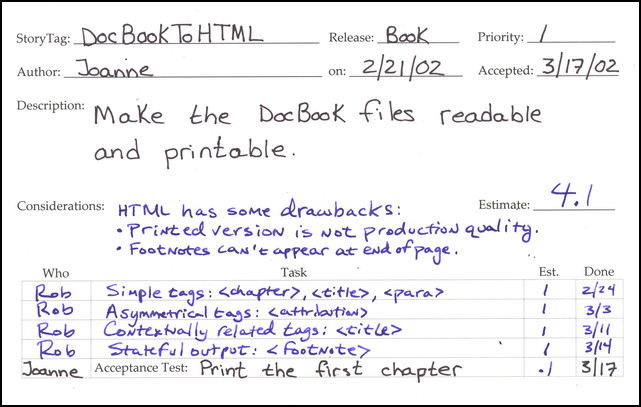 StoryTag: DocBookToHTML Release: Book Priority: 1
Author: Joanne on: 2/21/02 Accepted: 3/17/02
Description: Make the DocBook files readable
and printable.
Considerations: HTML has some drawbacks: Estimate: 4.1
• Printed version is not production quality.
• Footnotes can't appear at end of page.
Who Task Est. Done
Rob Simple tags: <chapter>, <title>, <para> 1 2/24
Rob Asymmetrical tags: <attribution> 1 3/3
Rob Contextually related tags: <title> 1 3/11
Rob Stateful output: <footnote> 1 3/14
Joanne Acceptance Test: Print the first chapter .1 3/17